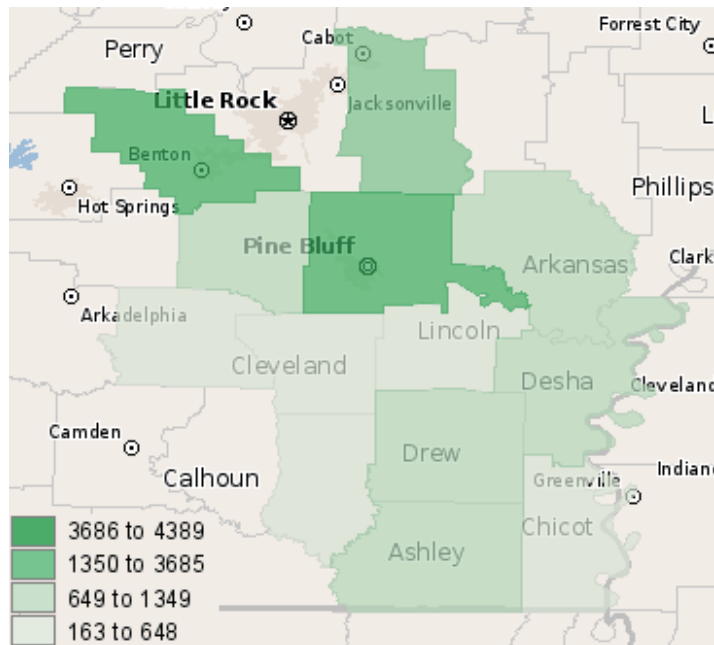 Forrest City
Cabot
Perry
Jacksonville
Little Rock
L
Benton
Phillips
Hot Springs
Pine Bluff
Clark
Arkansas
Arkadelphia
Lincoln
Cleveland
Desha
Cleveland
Camden
Drew
Calhoun
Indiano
Greenville
Chicot
Ashley
3686 to 4389
1350 to 3685
649 to 1349
163 to 648